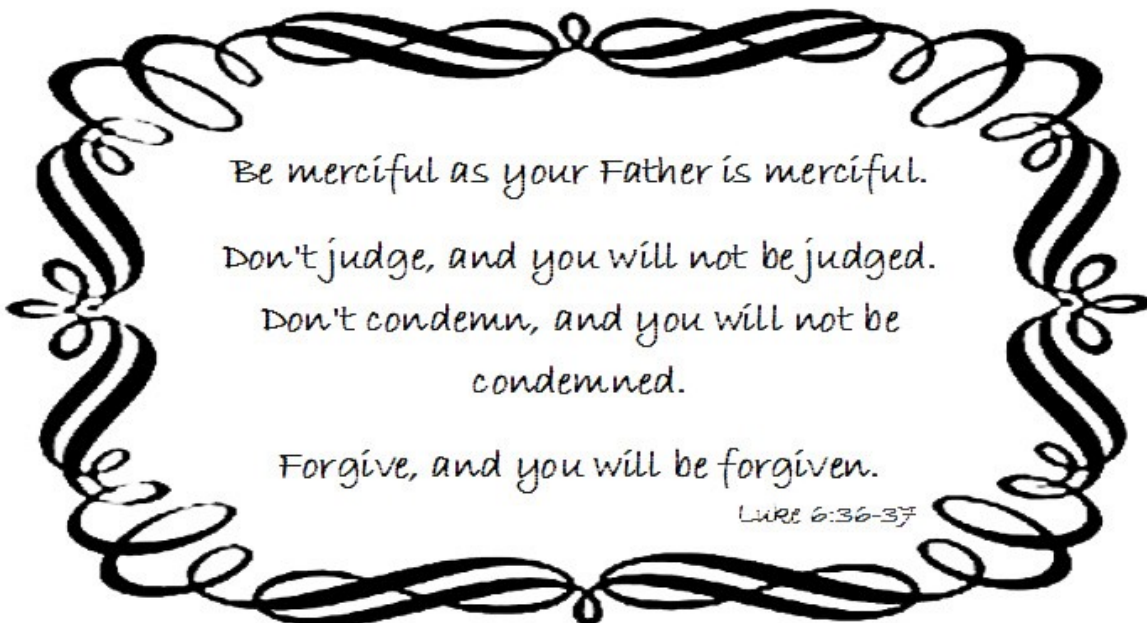 Be merciful as your Father is merciful.
Don't judge, and you will not be judged.
Don't condemn, and you will not be
condemned.
Forgive, and you will be forgiven.
Luke 6:36-37